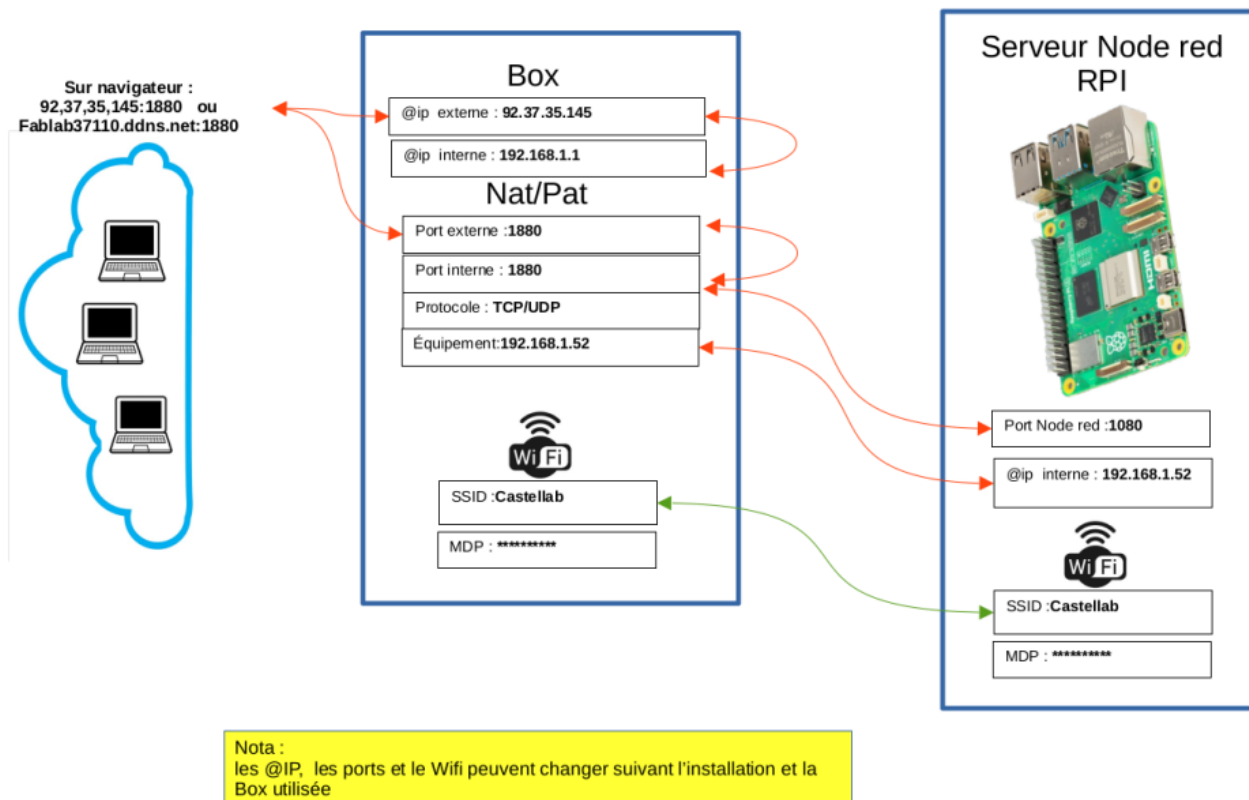 Sur navigateur :
92,37,35,145:1880 ou
Fablab37110.ddns.net:1880
Box
@ip externe : 92.37.35.145
@ip interne : 192.168.1.1
Nat/Pat
Port externe :1880
Port interne : 1880
Protocole : TCP/UDP
Équipement:192.168.1.52
Wi Fi
SSID :Castellab
MDP : **********
Serveur Node red
RPI
HDMI
Port Node red :1080
@ip interne : 192.168.1.52
Wi Fi
SSID :Castellab
MDP : **********
Nota :
les @IP, les ports et le Wifi peuvent changer suivant l'installation et la
Box utilisée